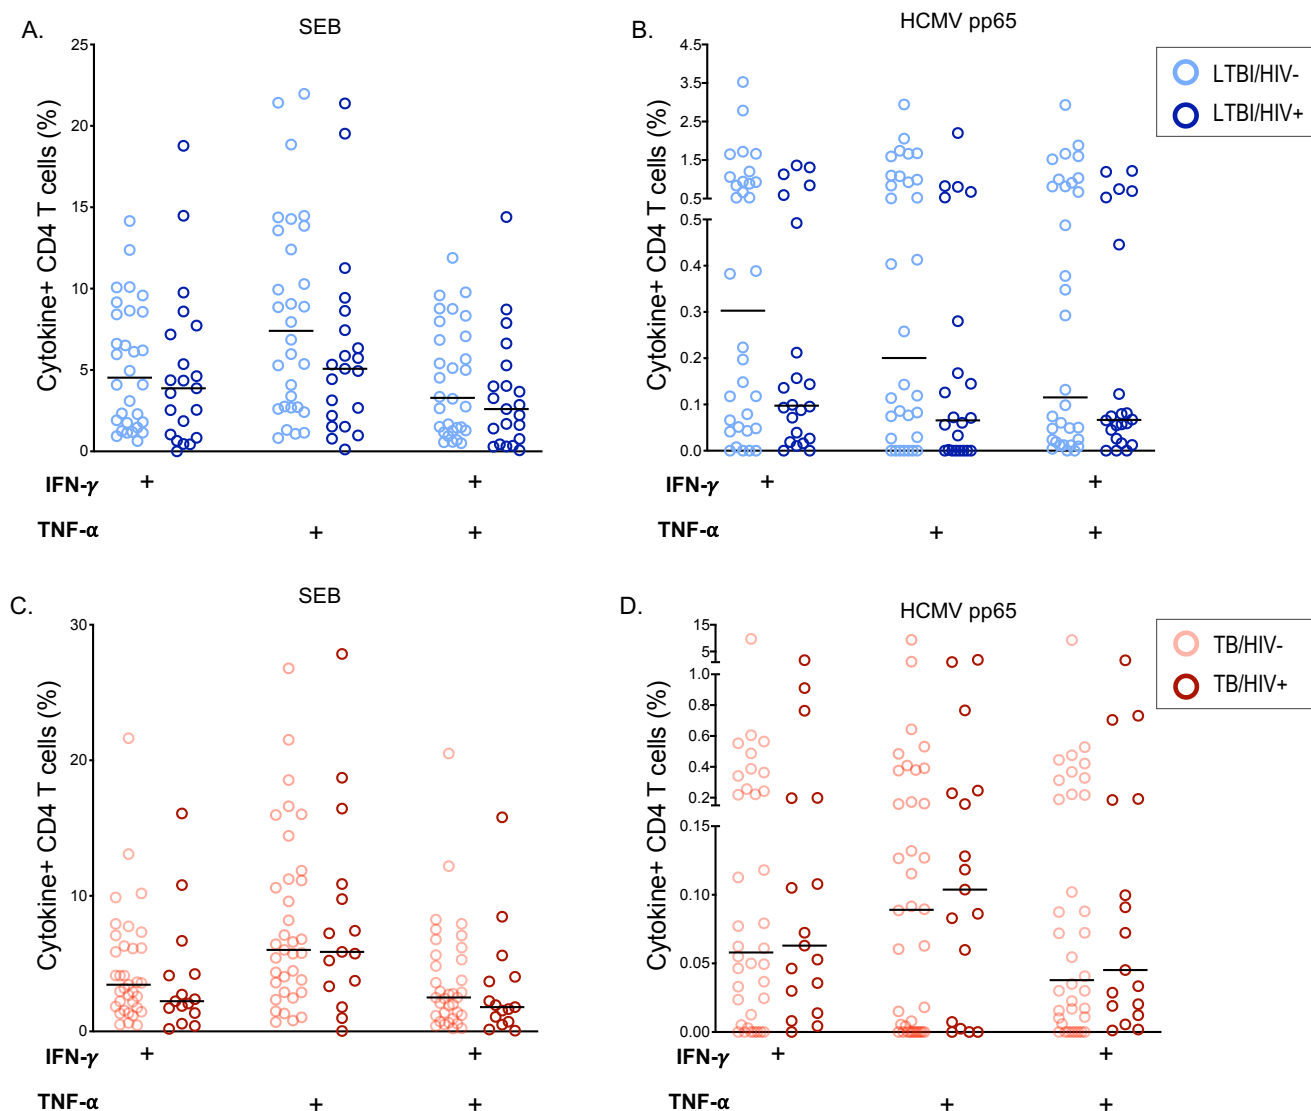 A.
SEB
Cytokine+ CD4 T cells (%)
25
20
15
10
5
0
IFN-γ + +
TNF-α + +
B.
HCMV pp65
Cytokine+ CD4 T cells (%)
4.5
3.5
2.5
1.5
0.5
0.5
0.4
0.3
0.2
0.1
0.0
IFN-γ + +
TNF-α + +
LTBI/HIV-
LTBI/HIV+
C.
SEB
Cytokine+ CD4 T cells (%)
30
20
10
0
IFN-γ + +
TNF-α + +
D.
HCMV pp65
Cytokine+ CD4 T cells (%)
15
5
1.0
0.8
0.6
0.4
0.2
0.15
0.10
0.05
0.00
IFN-γ + +
TNF-α + +
TB/HIV-
TB/HIV+